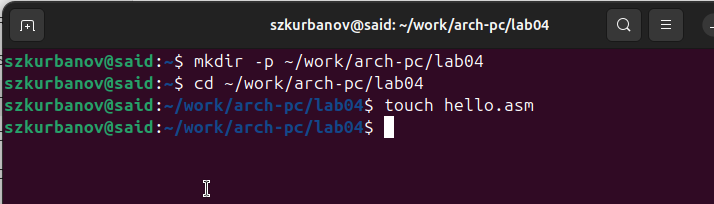 szkurbanov@said: ~/work/arch-pc/lab04
szkurbanov@said:~$ mkdir -p ~/work/arch-pc/lab04
szkurbanov@said:~$ cd ~/work/arch-pc/lab04
szkurbanov@said:~/work/arch-pc/lab04$ touch hello.asm
szkurbanov@said:~/work/arch-pc/lab04$